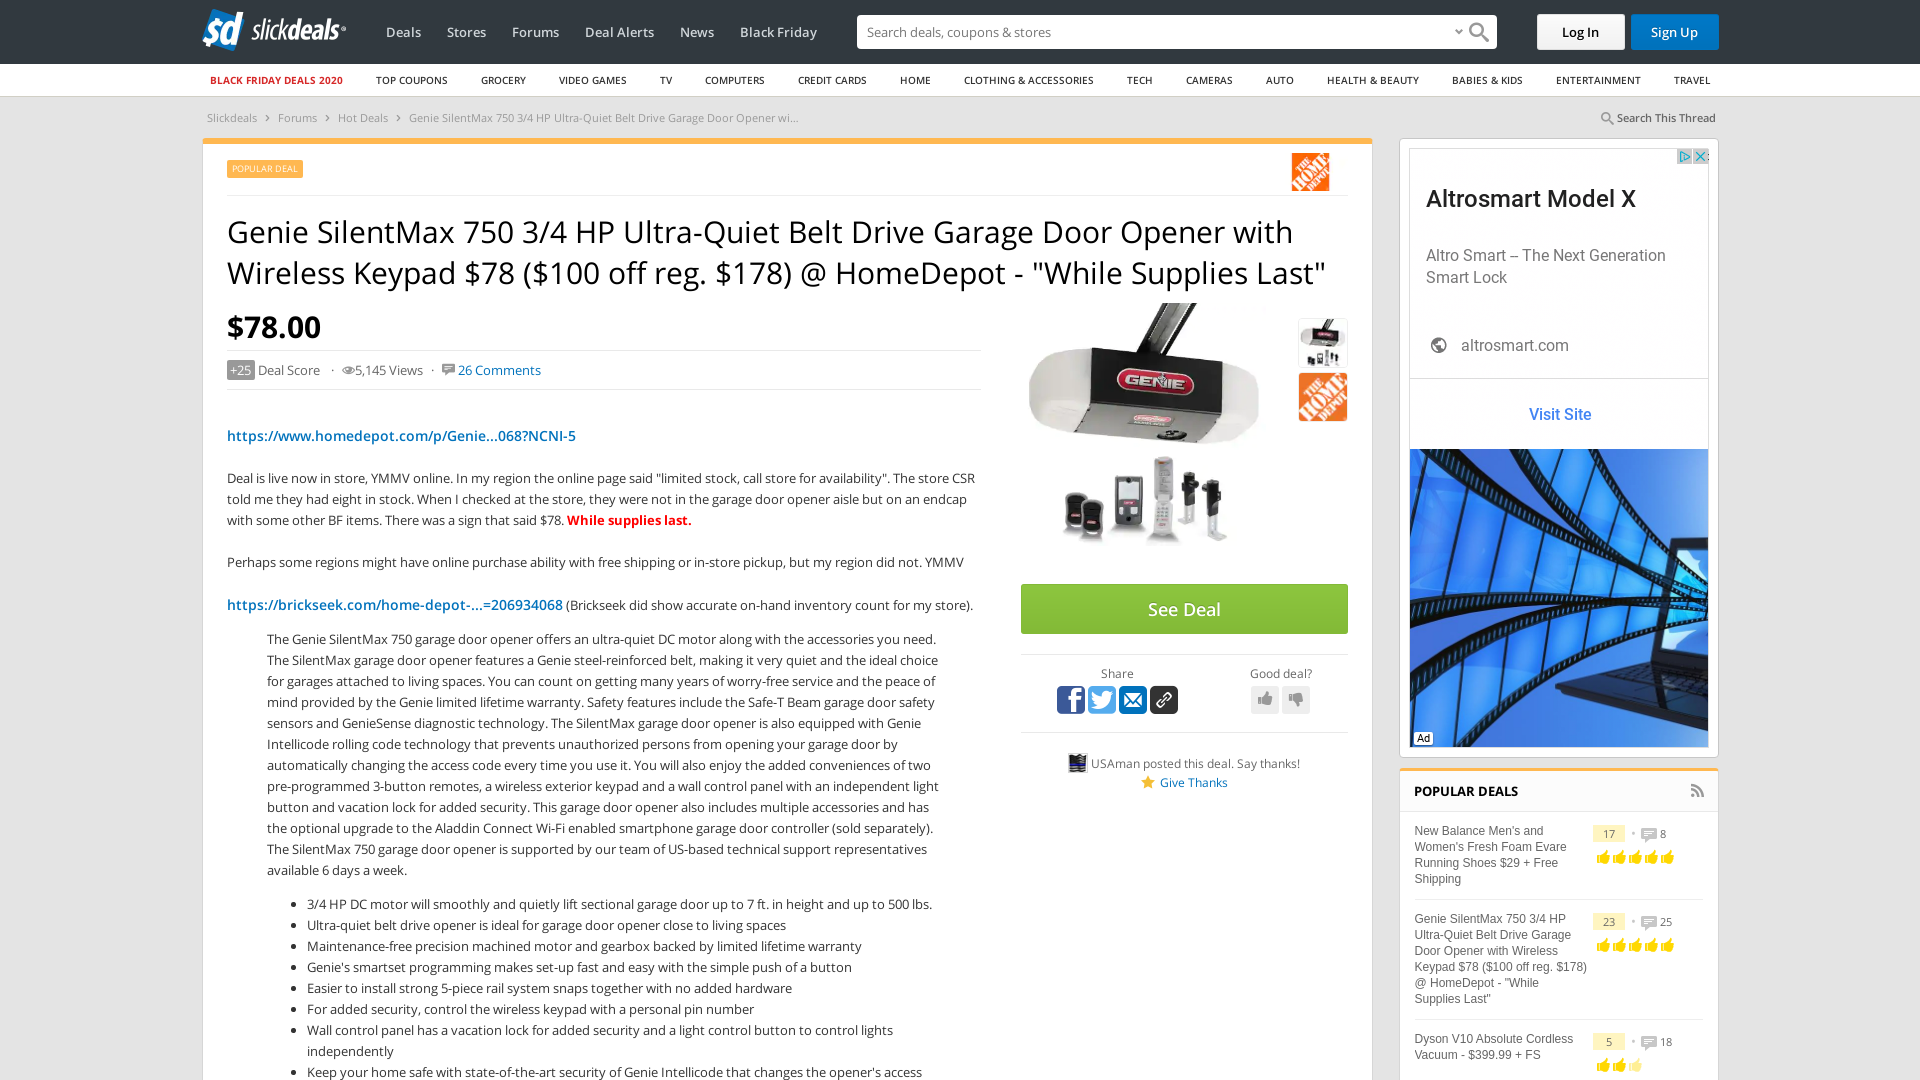 slickdeals
Deals Stores Forums Deal Alerts News Black Friday
Search deals, coupons & shops
Log In Sign Up
BLACK FRIDAY DEALS 2020 TOP COUPONS GROCERY VIDEO GAMES TV COMPUTERS CREDIT CARDS HOME CLOTHING & ACCESSORIES TECH CAMERAS AUTO HEALTH & BEAUTY BABIES & KIDS ENTERTAINMENT TRAVEL
Slickdeals > Forums > Hot Deals > Genie SilentMax 750 3/4 HP Ultra-Quiet Belt Drive Garage Door Opener wi...
Search This Thread
POPULAR DEAL
THE HOME DEPOT
Genie SilentMax 750 3/4 HP Ultra-Quiet Belt Drive Garage Door Opener with
Wireless Keypad $78 ($100 off reg. $178) @ HomeDepot - "While Supplies Last"
$78.00
+25 Deal Score · 5,145 Views · 26 Comments
https://www.homedepot.com/p/Genie...068?NCNI-5
Deal is live now in store, YMMV online. In my region the online page said "limited stock, call store for availability". The store CSR
told me they had eight in stock. When I checked at the store, they were not in the garage door opener aisle but on an endcap
with some other BF items. There was a sign that said $78. While supplies last.
Perhaps some regions might have online purchase ability with free shipping or in-store pickup, but my region did not. YMMV
https://brickseek.com/home-depot-...=206934068 (Brickseek did show accurate on-hand inventory count for my store).
The Genie SilentMax 750 garage door opener offers an ultra-quiet DC motor along with the accessories you need.
The SilentMax garage door opener features a Genie steel-reinforced belt, making it very quiet and the ideal choice
for garages attached to living spaces. You can count on getting many years of worry-free service and the peace of
mind provided by the Genie limited lifetime warranty. Safety features include the Safe-T Beam garage door safety
sensors and GenieSense diagnostic technology. The SilentMax garage door opener is also equipped with Genie
Intellicode rolling code technology that prevents unauthorized persons from opening your garage door by
automatically changing the access code every time you use it. You will also enjoy the added conveniences of two
pre-programmed 3-button remotes, a wireless exterior keypad and a wall control panel with an independent light
button and vacation lock for added security. This garage door opener also includes multiple accessories and has
the optional upgrade to the Aladdin Connect Wi-Fi enabled smartphone garage door controller (sold separately).
The SilentMax 750 garage door opener is supported by our team of US-based technical support representatives
available 6 days a week.
3/4 HP DC motor will smoothly and quietly lift sectional garage door up to 7 ft. in height and up to 500 lbs.
Ultra-quiet belt drive opener is ideal for garage door opener close to living spaces
Maintenance-free precision machined motor and gearbox backed by limited lifetime warranty
Genie's smartset programming makes set-up fast and easy with the simple push of a button
Easier to install strong 5-piece rail system snaps together with no added hardware
For added security, control the wireless keypad with a personal pin number
Wall control panel has a vacation lock for added security and a light control button to control lights
independently
Keep your home safe with state-of-the-art security of Genie Intellicode that changes the opener's access
GENIE
THE HOME DEPOT
See Deal
Share Good deal?
USAman posted this deal. Say thanks!
Give Thanks
Altrosmart Model X
Altro Smart -- The Next Generation
Smart Lock
altrosmart.com
Visit Site
Ad
POPULAR DEALS
New Balance Men's and
Women's Fresh Foam Evare
Running Shoes $29 + Free
Shipping
17 • 8
Genie SilentMax 750 3/4 HP
Ultra-Quiet Belt Drive Garage
Door Opener with Wireless
Keypad $78 ($100 off reg. $178)
@ HomeDepot - "While
Supplies Last"
23 • 25
Dyson V10 Absolute Cordless
Vacuum - $399.99 + FS
5 • 18